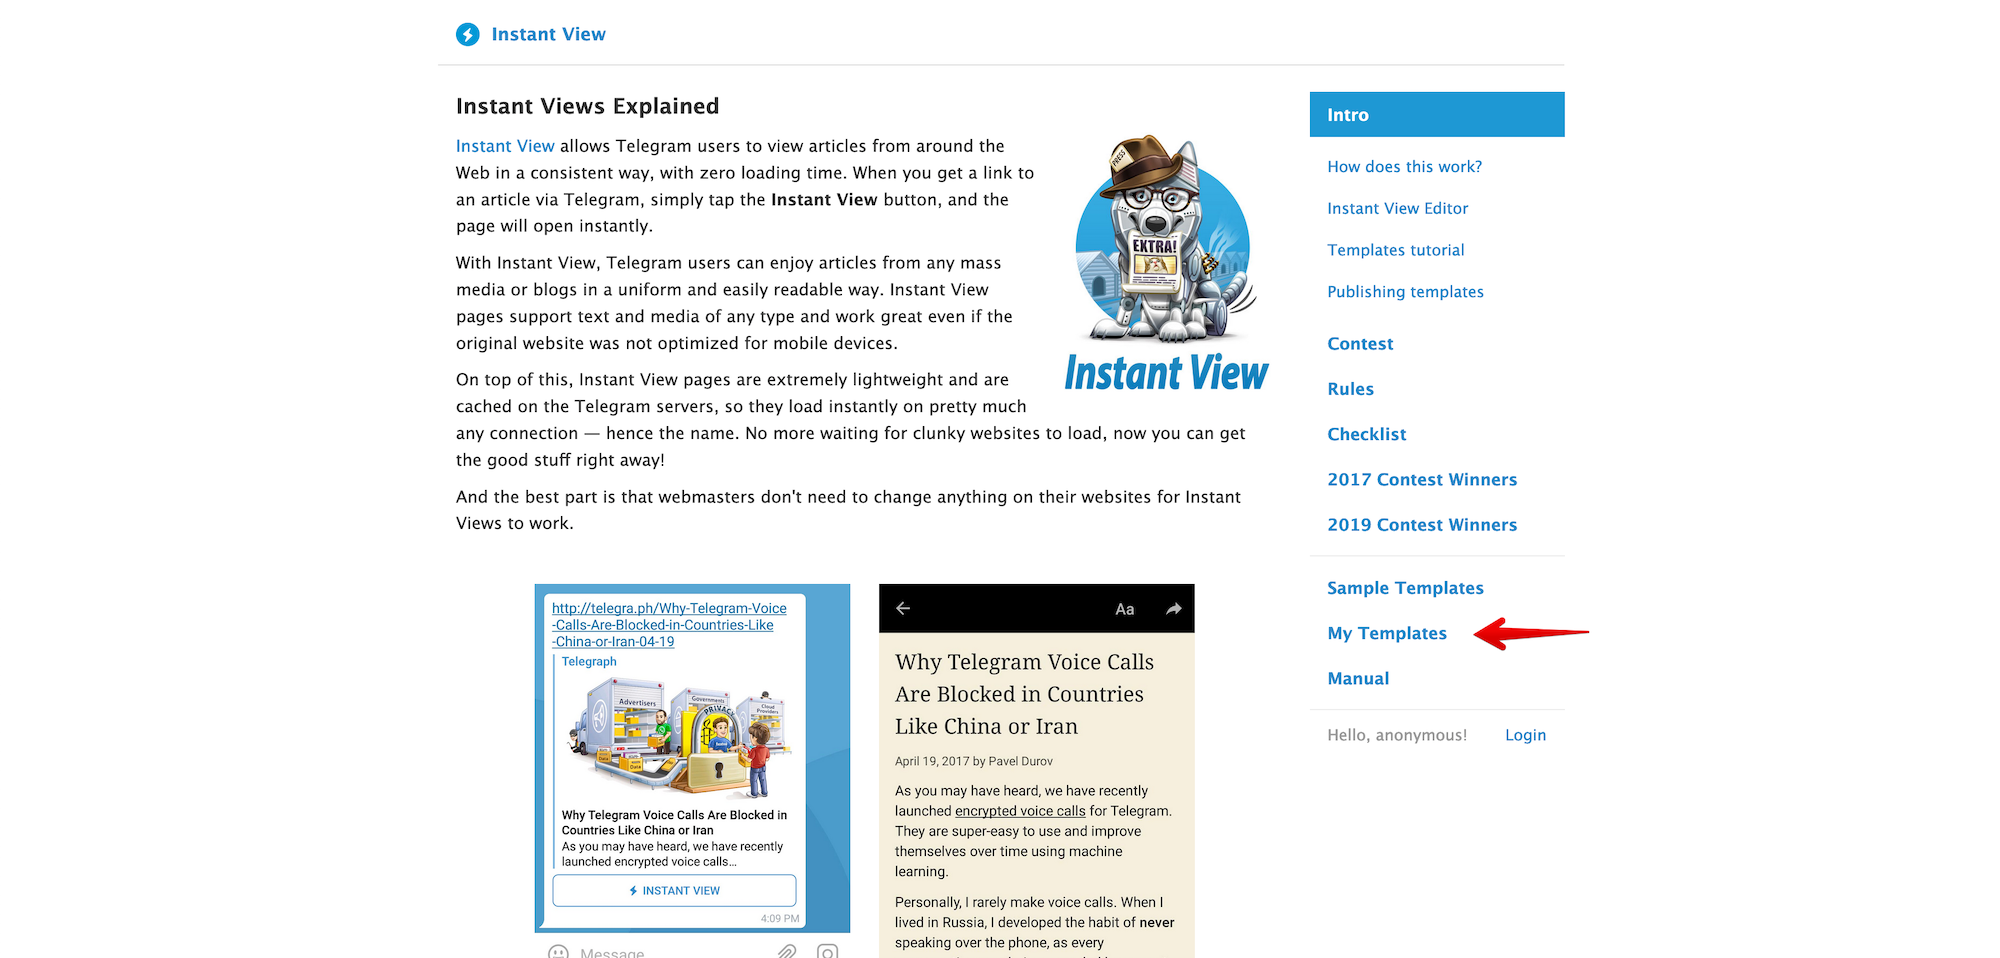 Instant View
Instant Views Explained
Instant View allows Telegram users to view articles from around the
Web in a consistent way, with zero loading time. When you get a link to
an article via Telegram, simply tap the Instant View button, and the
page will open instantly.
With Instant View, Telegram users can enjoy articles from any mass
media or blogs in a uniform and easily readable way. Instant View
pages support text and media of any type and work great even if the
original website was not optimized for mobile devices.
On top of this, Instant View pages are extremely lightweight and are
cached on the Telegram servers, so they load instantly on pretty much
any connection — hence the name. No more waiting for clunky websites to load, now you can get
the good stuff right away!
And the best part is that webmasters don't need to change anything on their websites for Instant
Views to work.
PRESS
EXTRA!
Instant View
http://telegra.ph/Why-Telegram-Voice
-Calls-Are-Blocked-in-Countries-Like
-China-or-Iran-04-19
Telegraph
Advertisers
Governments
Cloud
Providers
PRIVACY
Data
Data
Data
Why Telegram Voice Calls Are Blocked in
Countries Like China or Iran
As you may have heard, we have recently
launched encrypted voice calls...
INSTANT VIEW
4:09 PM
Message
Aa
Why Telegram Voice Calls
Are Blocked in Countries
Like China or Iran
April 19, 2017 by Pavel Durov
As you may have heard, we have recently
launched encrypted voice calls for Telegram.
They are super-easy to use and improve
themselves over time using machine
learning.
Personally, I rarely make voice calls. When I
lived in Russia, I developed the habit of never
speaking over the phone, as every
Intro
How does this work?
Instant View Editor
Templates tutorial
Publishing templates
Contest
Rules
Checklist
2017 Contest Winners
2019 Contest Winners
Sample Templates
My Templates
Manual
Hello, anonymous! Login